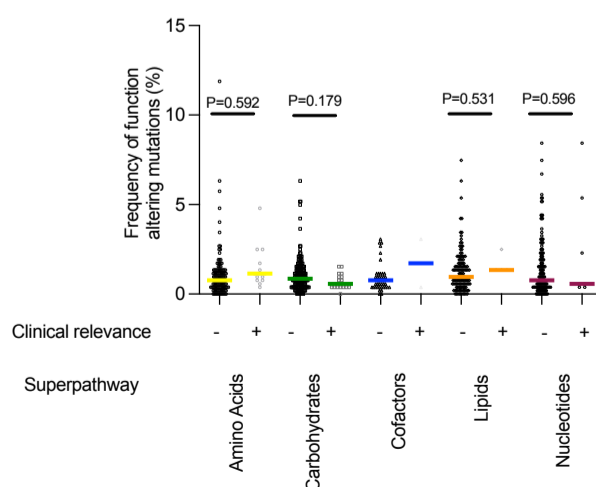 15
10
5
0
Frequency of function
altering mutations (%)
P=0.592
P=0.179
P=0.531
P=0.596
Clinical relevance - + - + - + - + - +
Superpathway
Amino Acids
Carbohydrates
Cofactors
Lipids
Nucleotides